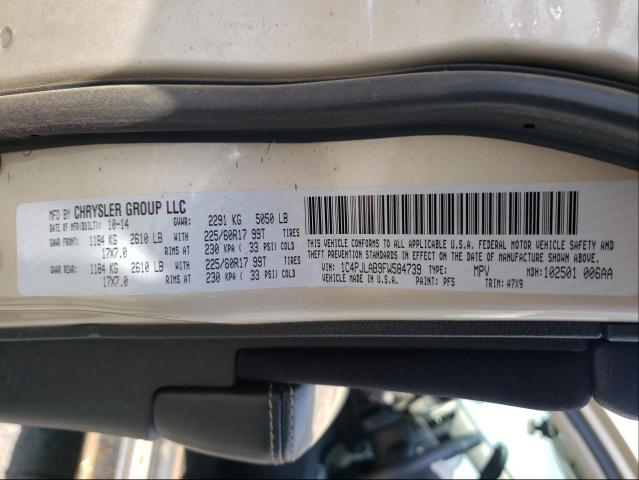 MFD BY CHRYSLER GROUP LLC
DATE OF MFR(BUILT): 10-14 GVWR: 2291 KG 5050 LB
GAWR FRONT: 1184 KG 2610 LB WITH 225/60R17 99T TIRES
17X7.0 RIMS AT 230 KPA ( 33 PSI) COLD
GAWR REAR: 1184 KG 2610 LB WITH 225/60R17 99T TIRES
17X7.0 RIMS AT 230 KPA ( 33 PSI) COLD
THIS VEHICLE CONFORMS TO ALL APPLICABLE U.S.A. FEDERAL MOTOR VEHICLE SAFETY AND
THEFT PREVENTION STANDARDS IN EFFECT ON THE DATE OF MANUFACTURE SHOWN ABOVE.
VIN: 1C4PJLAB9FW584739 TYPE: MPV MDH: 102501 006AA
VEHICLE MADE IN U.S.A. PAINT: PFS TRIM: A7X9